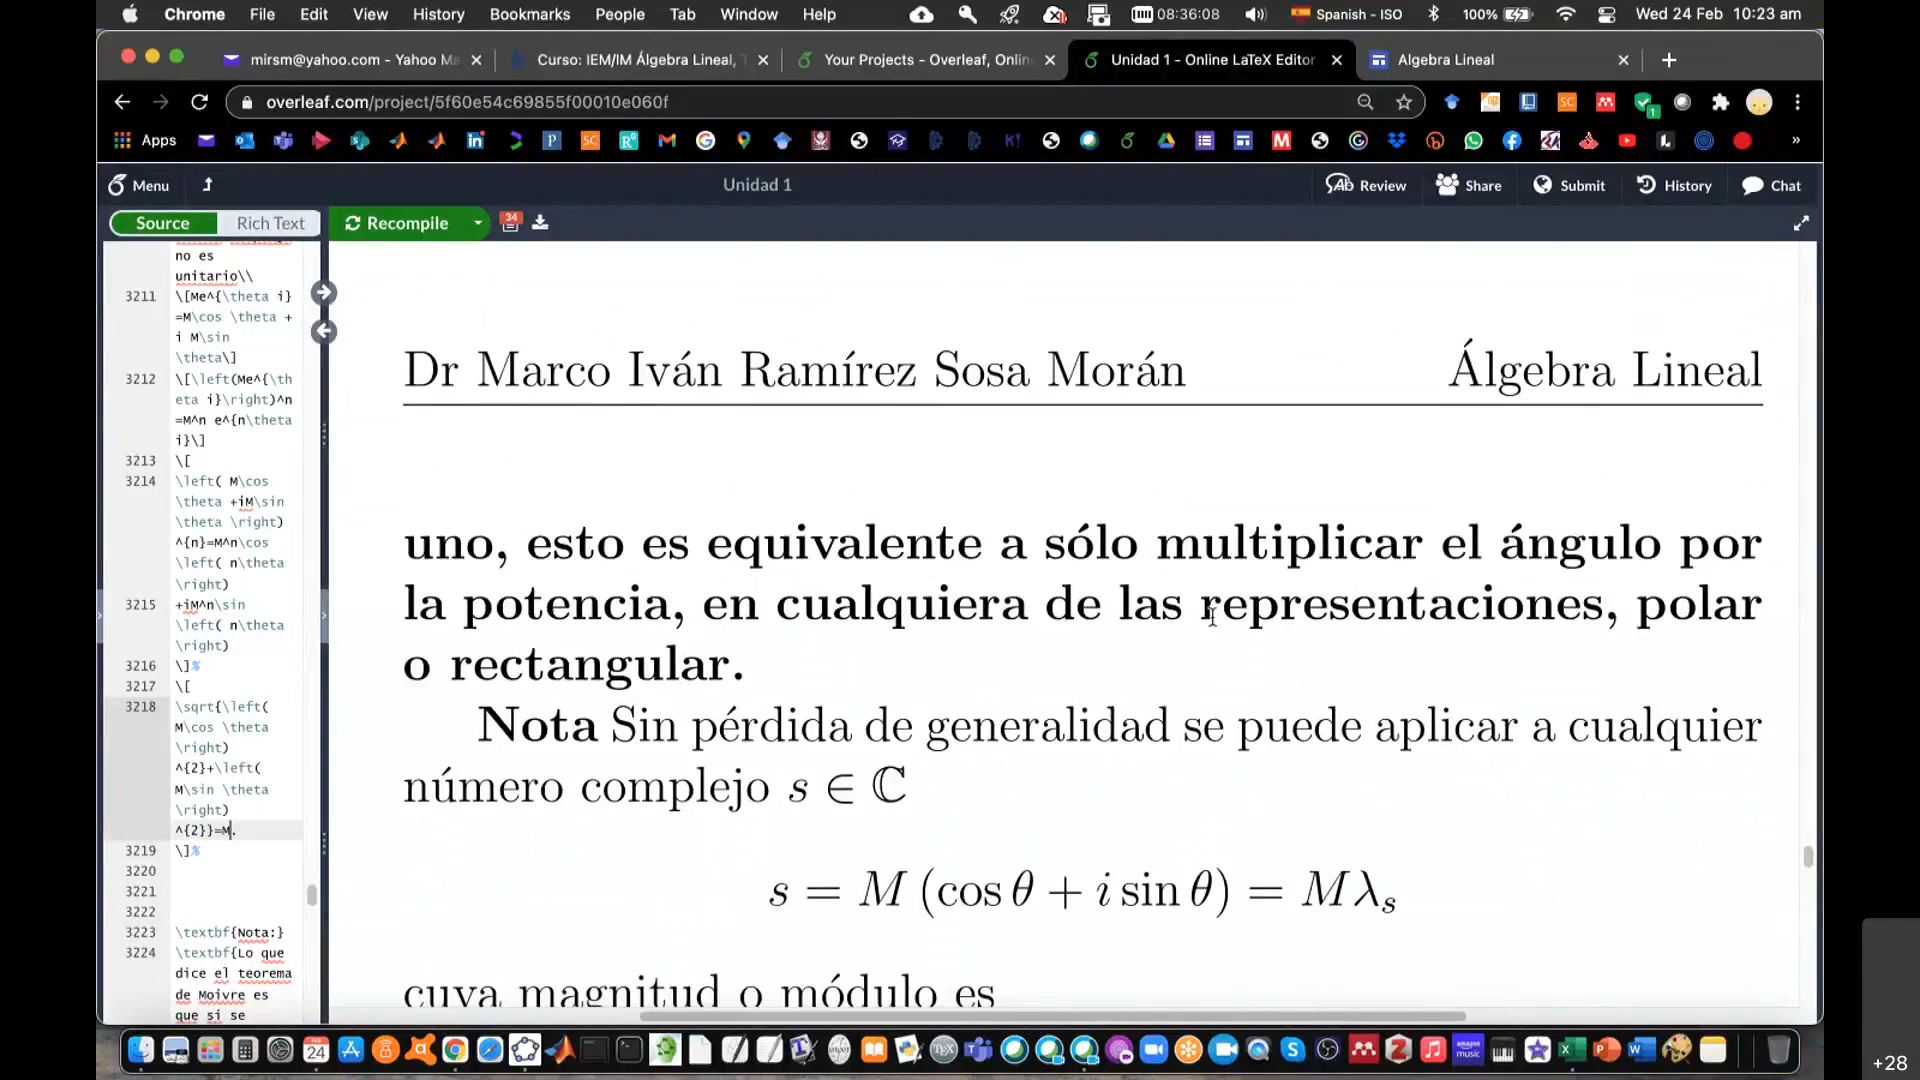 Chrome File Edit View History Bookmarks People Tab Window Help 08:36:08 Spanish - ISO 100% Wed 24 Feb 10:23 am
mirsm@yahoo.com - Yahoo Ma Curso: IEM/IM Álgebra Lineal, T Your Projects - Overleaf, Onlin Unidad 1 - Online LaTeX Editor Algebra Lineal
overleaf.com/project/5f60e54c69855f00010e060f
Apps
Menu Unidad 1 Review Share Submit History Chat
Source Rich Text Recompile 34
no es
unitario\\
3211 \[Me^{\theta i}
=M\cos \theta +
i M\sin
\theta\]
3212 \[\left(Me^{\th
eta i}\right)^n
=M^n e^{n\theta
i}\]
3213 \[
3214 \left( M\cos
\theta +iM\sin
\theta \right)
^{n}=M^n\cos
\left( n\theta
\right)
3215 +iM^n\sin
\left( n\theta
\right)
3216 \]%
3217 \[
3218 \sqrt{\left(
M\cos \theta
\right)
^{2}+\left(
M\sin \theta
\right)
^{2}}=M.
3219 \]%
3220
3221
3222
3223 \textbf{Nota:}
3224 \textbf{Lo que
dice el teorema
de Moivre es
que si se
Dr Marco Iván Ramírez Sosa Morán Álgebra Lineal
uno, esto es equivalente a sólo multiplicar el ángulo por
la potencia, en cualquiera de las representaciones, polar
o rectangular.
Nota Sin pérdida de generalidad se puede aplicar a cualquier
número complejo s ∈ ℂ
s = M (cos θ + i sin θ) = Mλₛ
cuya magnitud o módulo es
+28